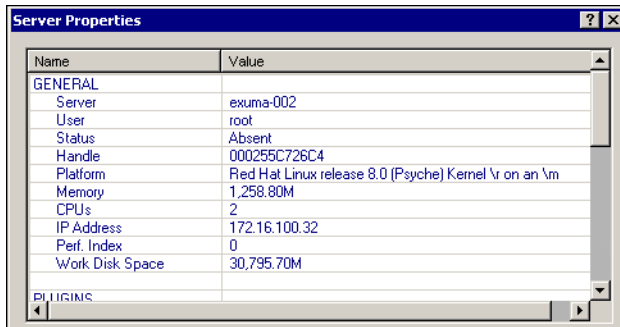 Server Properties
Name Value
GENERAL
Server exuma-002
User root
Status Absent
Handle 000255C726C4
Platform Red Hat Linux release 8.0 (Psyche) Kernel \r on an \m
Memory 1,258.80M
CPUs 2
IP Address 172.16.100.32
Perf. Index 0
Work Disk Space 30,795.70M
PLUGINS